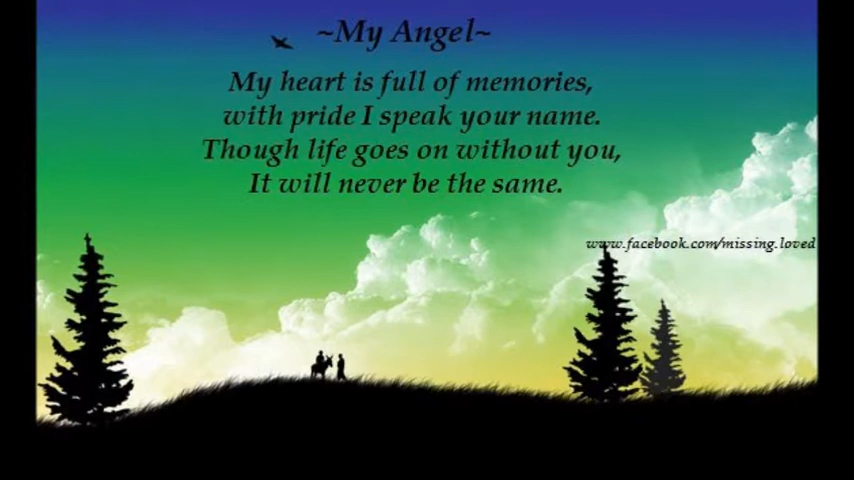 ~My Angel~
My heart is full of memories,
with pride I speak your name.
Though life goes on without you,
It will never be the same.
www.facebook.com/missing.loved